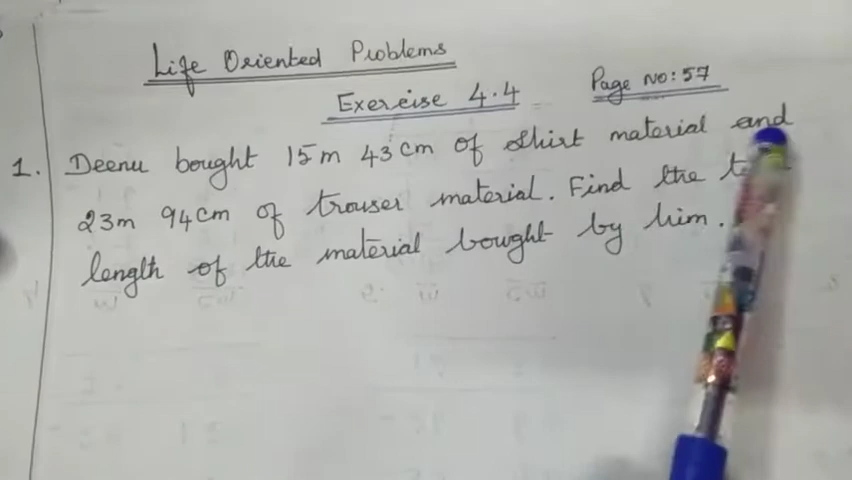 Life Oriented Problems
Exercise 4.4 Page No: 57
1. Deenu bought 15m 43cm of shirt material and
23m 94cm of trouser material. Find the
length of the material bought by him.